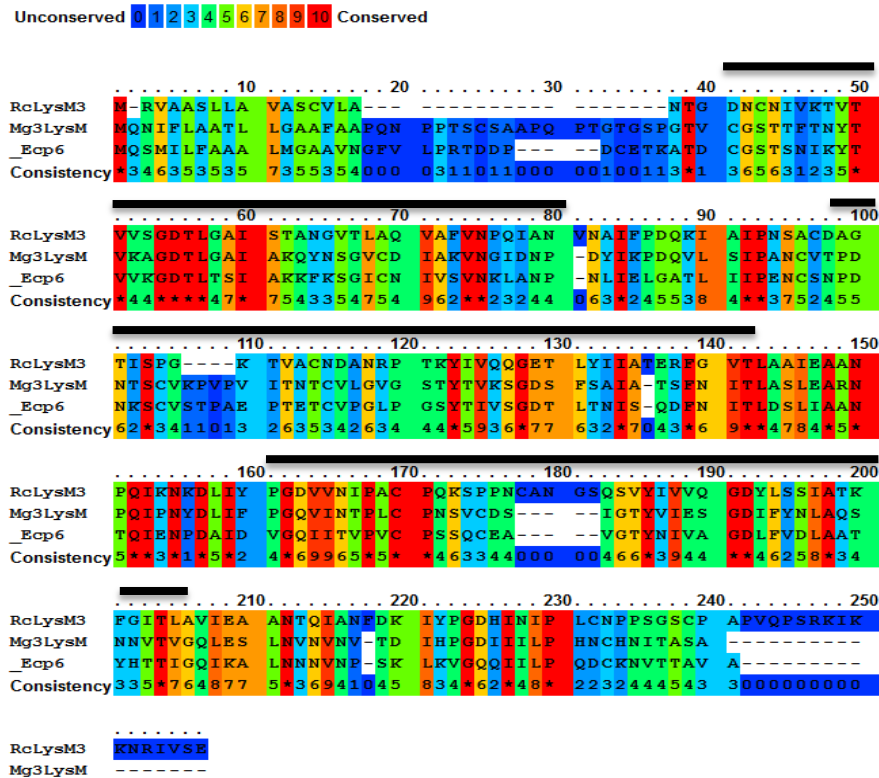 Unconserved 0 1 2 3 4 5 6 7 8 9 10 Conserved
. . . . . . . . . 10 . . . . . . . . . 20 . . . . . . . . . 30 . . . . . . . . . 40 . . . . . . . . . 50
RcLysM3 M-RVAASLLA VASCVLA--- ---------- -------NTG DNCNIVKTVT
Mg3LysM MQNIFLAATL LGAAFAAPQN PPTSCSAAPQ PTGTGSPGTV CGSTTFTNYT
_Ecp6 MQSMILFAAA LMGAAVNGFV LPRTDDP--- --DCETKATD CGSTSNIKYT
Consistency *346353535 7355354000 0311011000 00100113*1 365631235*
. . . . . . . . . 60 . . . . . . . . . 70 . . . . . . . . . 80 . . . . . . . . . 90 . . . . . . . . . 100
RcLysM3 VVSGDTLGAI STANGVTLAQ VAFVNPQIAN VNAIFPDQKI AIPNSACDAG
Mg3LysM VKAGDTLGAI AKQYNSGVCD IAKVNGIDNP -DYIKPDQVL SIPANCVTPD
_Ecp6 VVKGDTLTSI AKKFKSGICN IVSVNKLANP -NLIELGATL IIPENCSNPD
Consistency *44****47* 7543354754 962**23244 063*245538 4**3752455
. . . . . . . . . 110 . . . . . . . . . 120 . . . . . . . . . 130 . . . . . . . . . 140 . . . . . . . . . 150
RcLysM3 TISPG----K TVACNDANRP TKYIVQQGET LYIIATERFG VTLAAIEAAN
Mg3LysM NTSCVKPVPV ITNTCVLGVG STYTVKSGDS FSAIA-TSFN ITLASLEARN
_Ecp6 NKSCVSTPAE PTETCVPGLP GSYTIVSGDT LTNIS-QDFN ITLDSLIAAN
Consistency 62*3411013 2635342634 44*5936*77 632*7043*6 9**4784*5*
. . . . . . . . . 160 . . . . . . . . . 170 . . . . . . . . . 180 . . . . . . . . . 190 . . . . . . . . . 200
RcLysM3 PQIKNKDLIY PGDVVNIPAC PQKSPPNCAN GSQSVYIVVQ GDYLSSIATK
Mg3LysM PQIPNYDLIF PGQVINTPLC PNSVCDS--- --IGTYVIES GDIFYNLAQS
_Ecp6 TQIENPDAID VGQIITVPVC PSSQCEA--- --VGTYNIVA GDLFVDLAAT
Consistency 5**3*1*5*2 4*69965*5* *463344000 00466*3944 **46258*34
. . . . . . . . . 210 . . . . . . . . . 220 . . . . . . . . . 230 . . . . . . . . . 240 . . . . . . . . . 250
RcLysM3 FGITLAVIEA ANTQIANFDK IYPGDHINIP LCNPPSGSCP APVQPSRKIK
Mg3LysM NNVTVGQLES LNVNVNV-TD IHPGDIIILP HNCHNITASA ----------
_Ecp6 YHTTIGQIKA LNNNVNP-SK LKVGQQIILP QDCKNVTTAV A---------
Consistency 335*764877 5*36941045 834*62*48* 2232444543 3000000000
. . . . . . .
RcLysM3 KNRIVSE
Mg3LysM -------